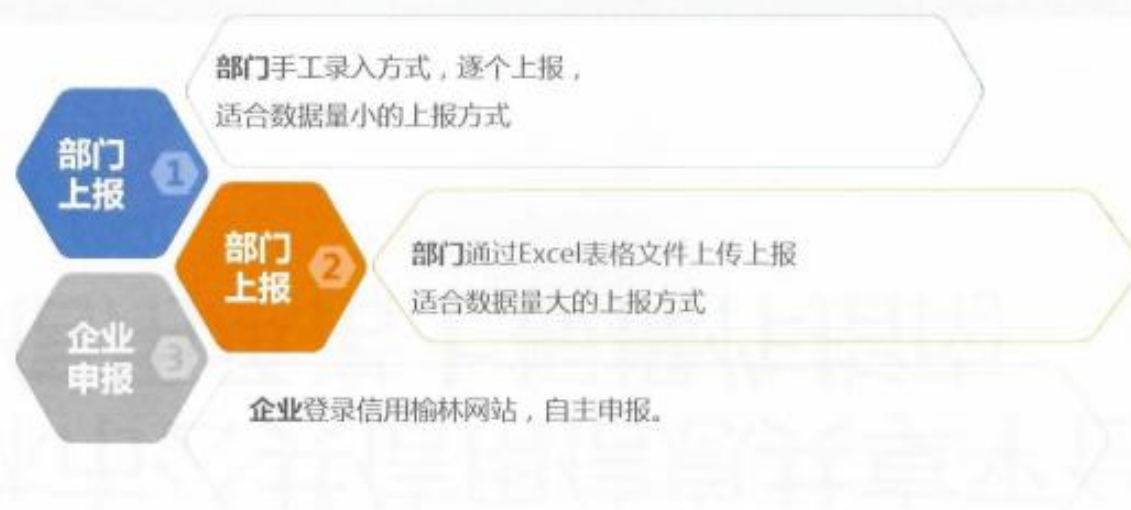 部门手工录入方式，逐个上报，
适合数据量小的上报方式
部门
上报
1
部门
上报
2
部门通过Excel表格文件上传上报
适合数据量大的上报方式
企业
申报
3
企业登录信用榆林网站，自主申报。